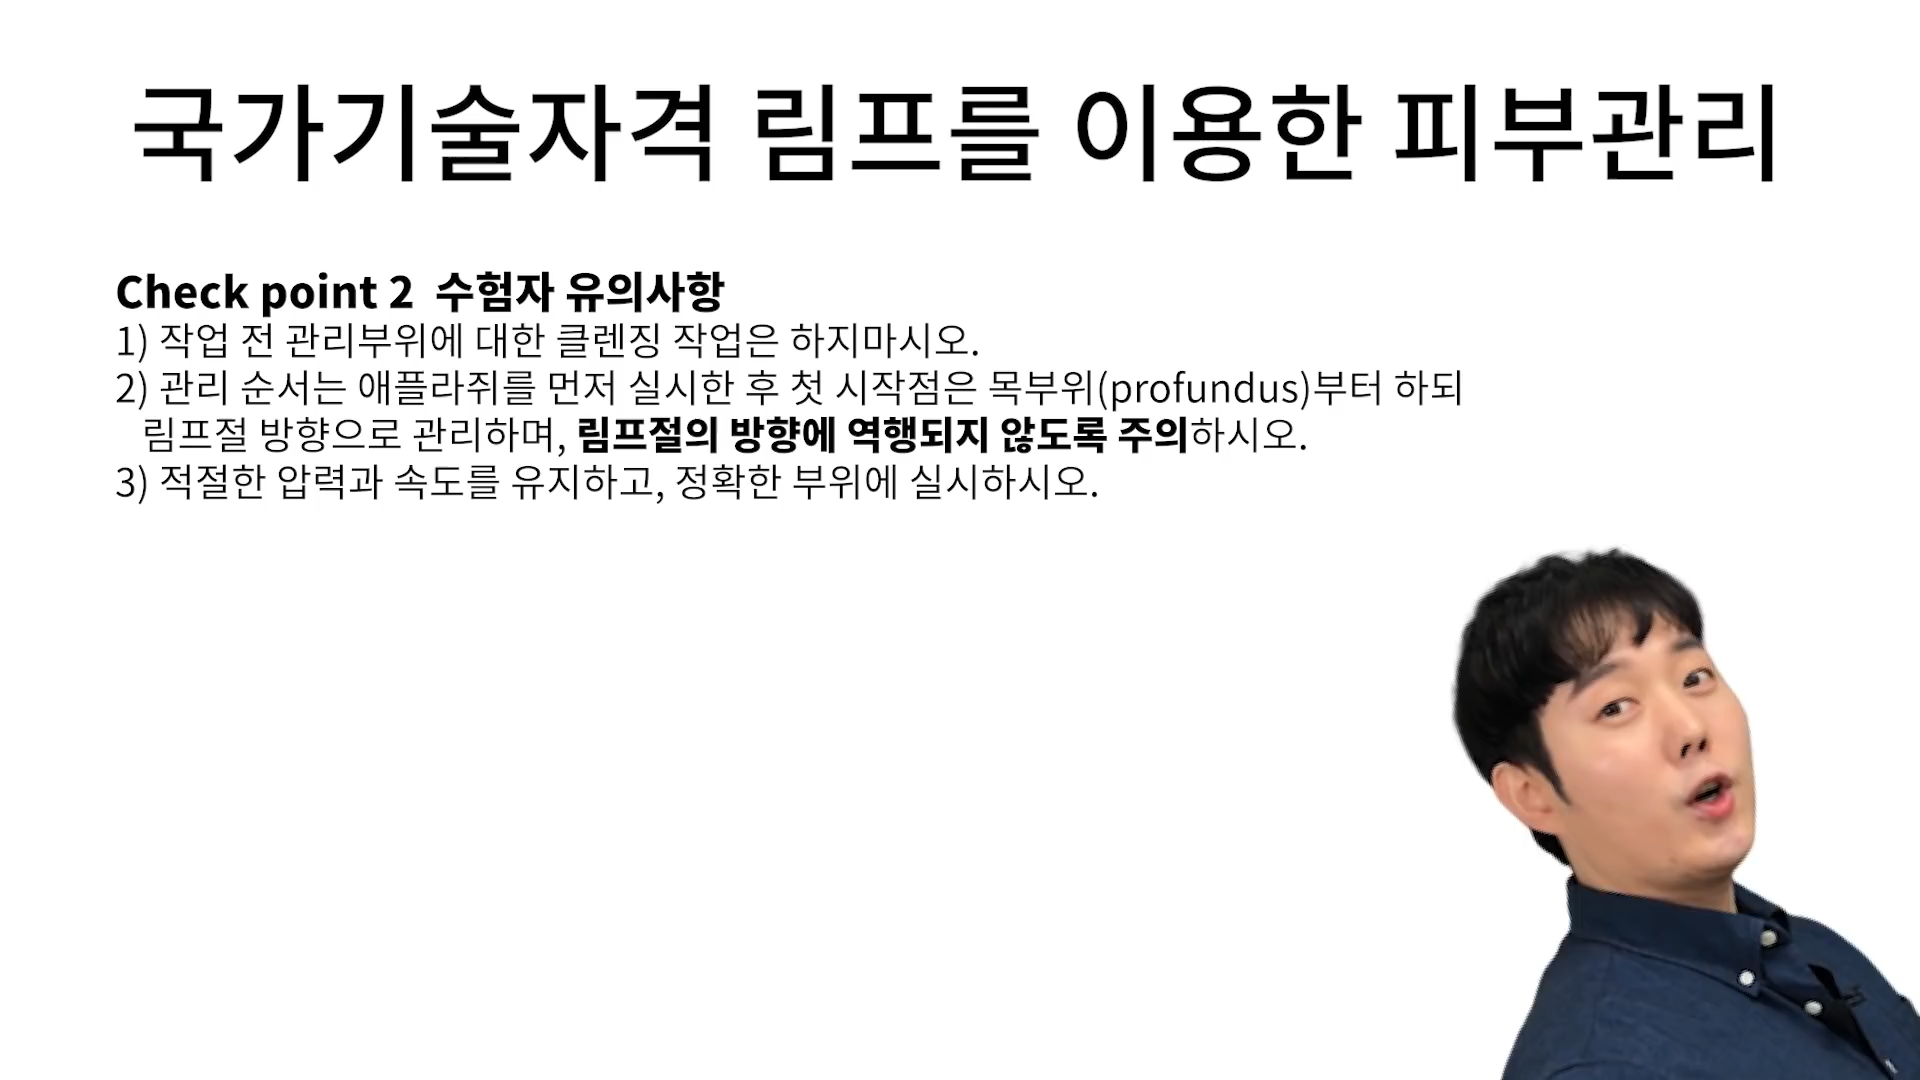 국가기술자격 림프를 이용한 피부관리
Check point 2 수험자 유의사항
1) 작업 전 관리부위에 대한 클렌징 작업은 하지마시오.
2) 관리 순서는 애플라쥐를 먼저 실시한 후 첫 시작점은 목부위(profundus)부터 하되
림프절 방향으로 관리하며, 림프절의 방향에 역행되지 않도록 주의하시오.
3) 적절한 압력과 속도를 유지하고, 정확한 부위에 실시하시오.